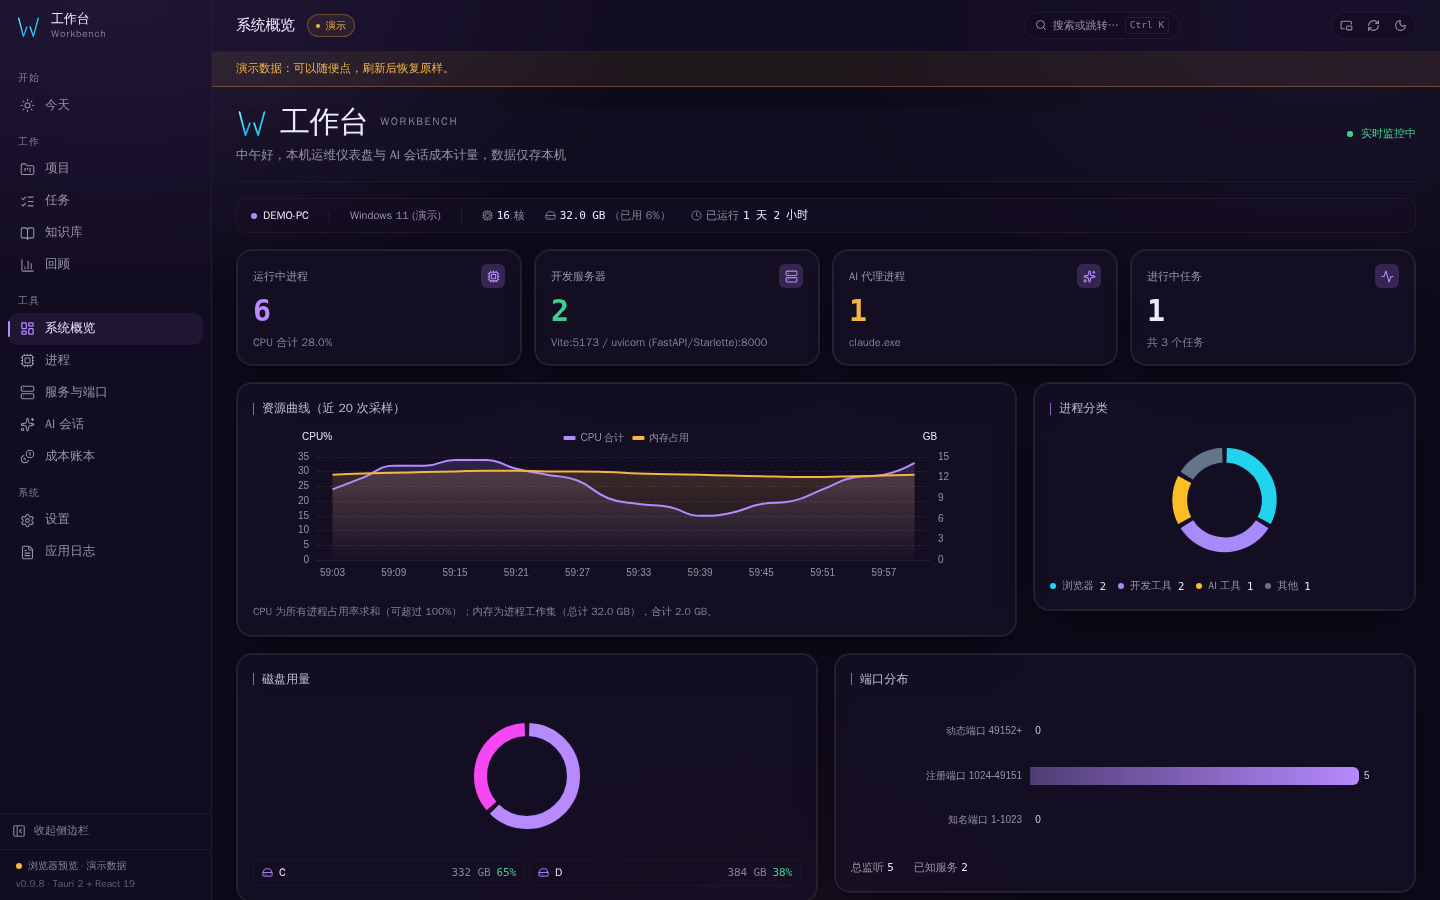 工作台
Workbench
开始
今天
工作
项目
任务
知识库
回顾
工具
系统概览
进程
服务与端口
AI 会话
成本账本
系统
设置
应用日志
收起侧边栏
浏览器预览 · 演示数据
v0.9.8 · Tauri 2 + React 19
系统概览
演示
搜索或跳转… Ctrl K
演示数据：可以随便点，刷新后恢复原样。
工作台 WORKBENCH
中午好，本机运维仪表盘与 AI 会话成本计量，数据仅存本机
实时监控中
DEMO-PC
Windows 11 (演示)
16 核
32.0 GB （已用 6%）
已运行 1 天 2 小时
运行中进程
6
CPU 合计 28.0%
开发服务器
2
Vite:5173 / uvicorn (FastAPI/Starlette):8000
AI 代理进程
1
claude.exe
进行中任务
1
共 3 个任务
资源曲线（近 20 次采样）
CPU% CPU 合计 内存占用 GB
35 15
30 12
25
20 9
15 6
10
5 3
0 0
59:03 59:09 59:15 59:21 59:27 59:33 59:39 59:45 59:51 59:57
CPU 为所有进程占用率求和（可超过 100%）；内存为进程工作集（总计 32.0 GB），合计 2.0 GB。
进程分类
浏览器 2 开发工具 2 AI 工具 1 其他 1
磁盘用量
C 332 GB 65%
D 384 GB 38%
端口分布
动态端口 49152+ 0
注册端口 1024-49151 5
知名端口 1-1023 0
总监听 5 已知服务 2